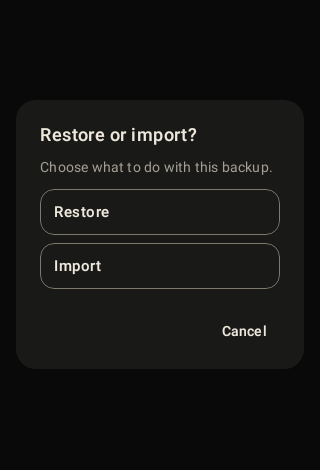 Restore or import?
Choose what to do with this backup.
Restore
Import
Cancel